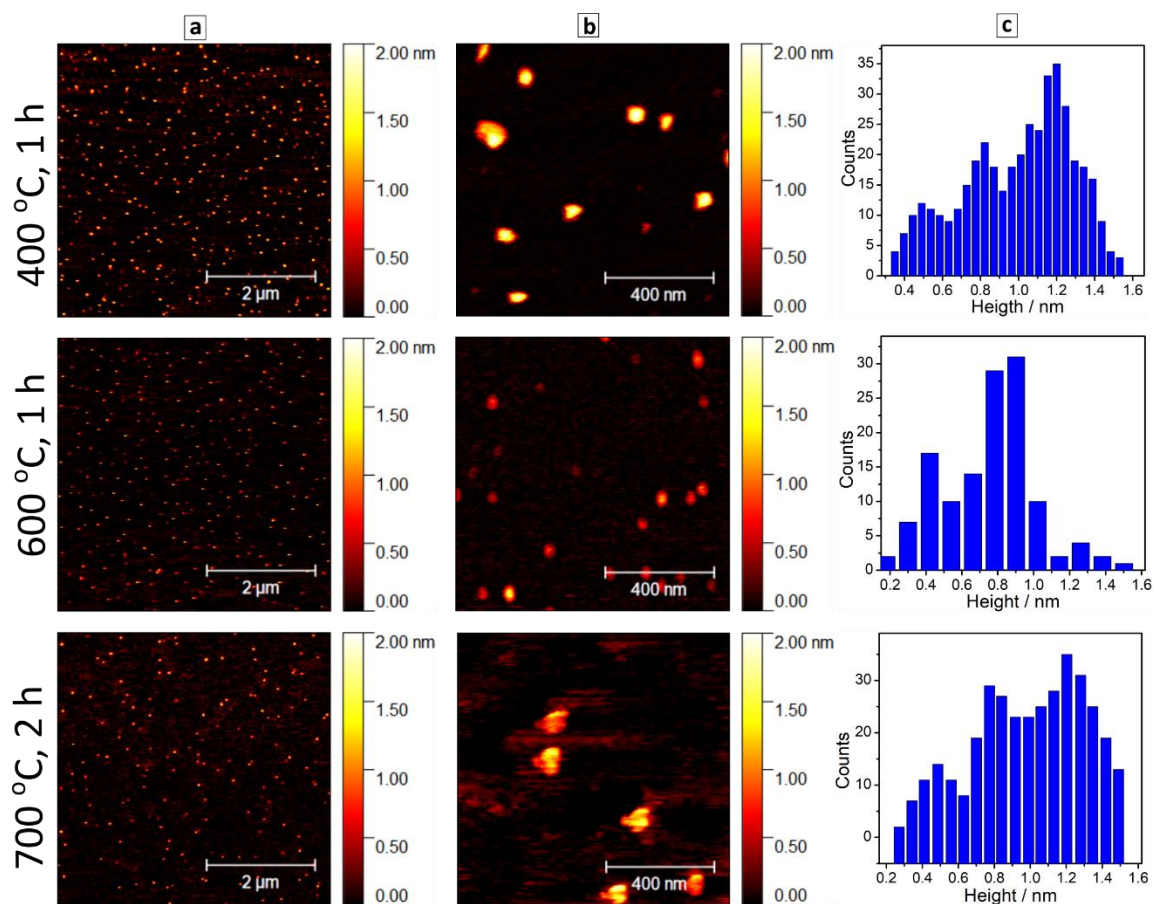 a
b
c
400 °C, 1 h
2.00 nm
1.50
1.00
0.50
0.00
2 µm
2.00 nm
1.50
1.00
0.50
0.00
400 nm
35
30
25
20
15
10
5
0
Counts
0.4 0.6 0.8 1.0 1.2 1.4 1.6
Heigth / nm
600 °C, 1 h
2.00 nm
1.50
1.00
0.50
0.00
2 µm
2.00 nm
1.50
1.00
0.50
0.00
400 nm
30
25
20
15
10
5
0
Counts
0.2 0.4 0.6 0.8 1.0 1.2 1.4 1.6
Height / nm
700 °C, 2 h
2.00 nm
1.50
1.00
0.50
0.00
2 µm
2.00 nm
1.50
1.00
0.50
0.00
400 nm
30
20
10
0
Counts
0.2 0.4 0.6 0.8 1.0 1.2 1.4 1.6
Height / nm